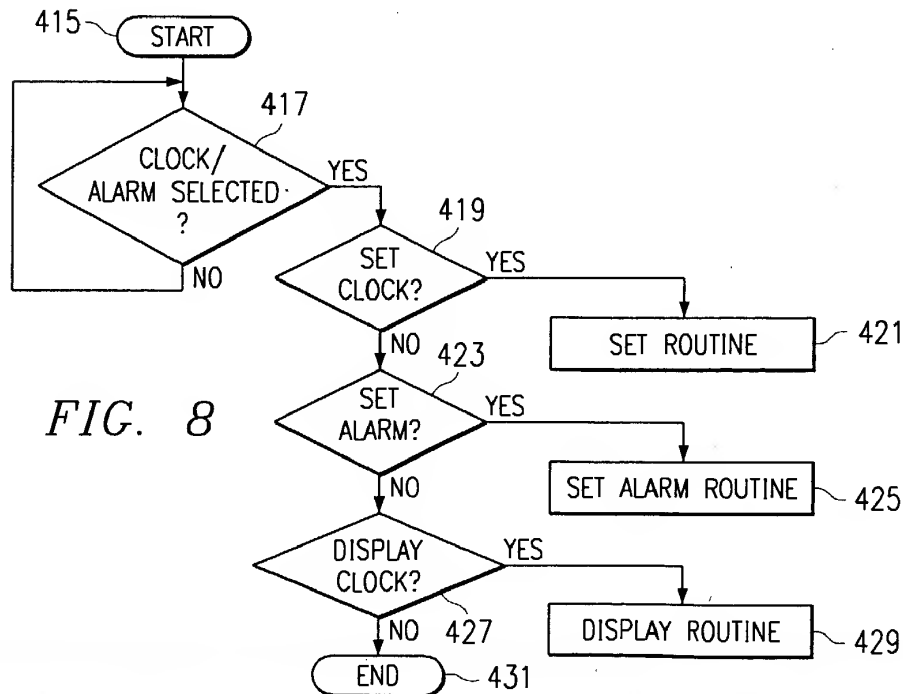 415
START
417
CLOCK/
ALARM SELECTED
?
YES
NO
419
SET
CLOCK?
YES
NO
SET ROUTINE
421
423
SET
ALARM?
YES
NO
SET ALARM ROUTINE
425
FIG. 8
DISPLAY
CLOCK?
YES
NO
427
DISPLAY ROUTINE
429
END
431